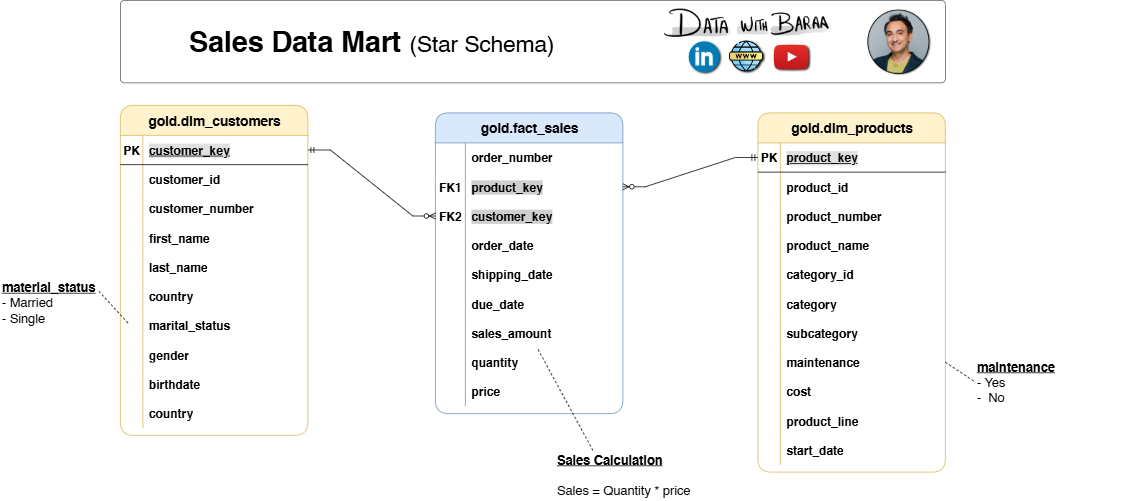 Sales Data Mart (Star Schema)
DATA WITH BARAA
in
WWW
gold.dim_customers
PK customer_key
customer_id
customer_number
first_name
last_name
country
marital_status
gender
birthdate
country
material_status
- Married
- Single
gold.fact_sales
order_number
FK1 product_key
FK2 customer_key
order_date
shipping_date
due_date
sales_amount
quantity
price
Sales Calculation
Sales = Quantity * price
gold.dim_products
PK product_key
product_id
product_number
product_name
category_id
category
subcategory
maintenance
cost
product_line
start_date
maintenance
- Yes
- No